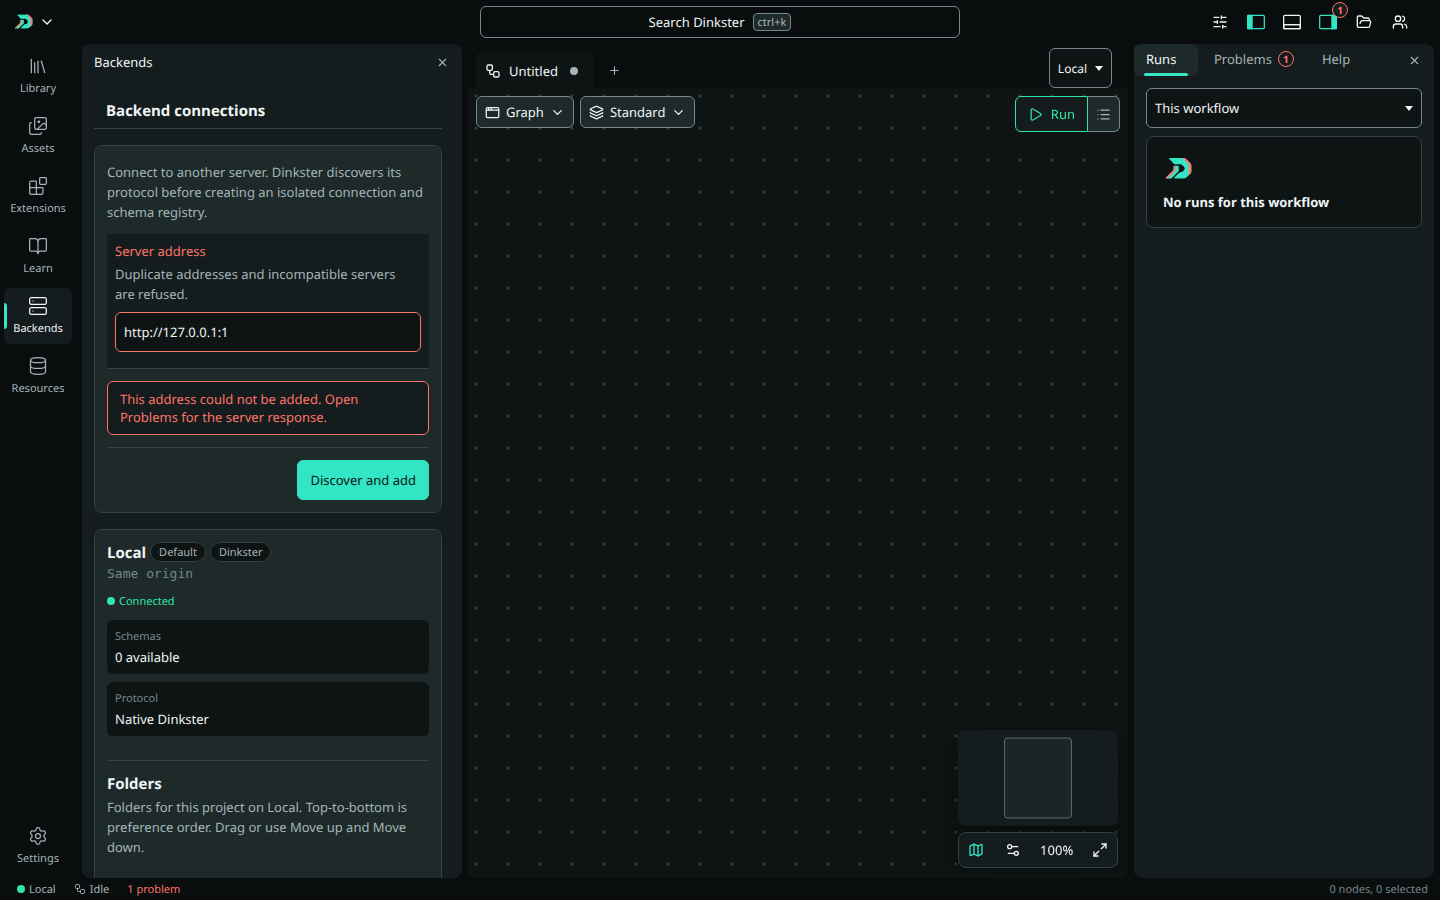 Search Dinkster ctrl+k
1
Library
Assets
Extensions
Learn
Backends
Resources
Settings
Backends
Backend connections
Connect to another server. Dinkster discovers its
protocol before creating an isolated connection and
schema registry.
Server address
Duplicate addresses and incompatible servers
are refused.
http://127.0.0.1:1
This address could not be added. Open
Problems for the server response.
Discover and add
Local Default Dinkster
Same origin
Connected
Schemas
0 available
Protocol
Native Dinkster
Folders
Folders for this project on Local. Top-to-bottom is
preference order. Drag or use Move up and Move
down.
Untitled
Local
Graph Standard
Run
100%
Runs Problems 1 Help
This workflow
No runs for this workflow
Local Idle 1 problem
0 nodes, 0 selected